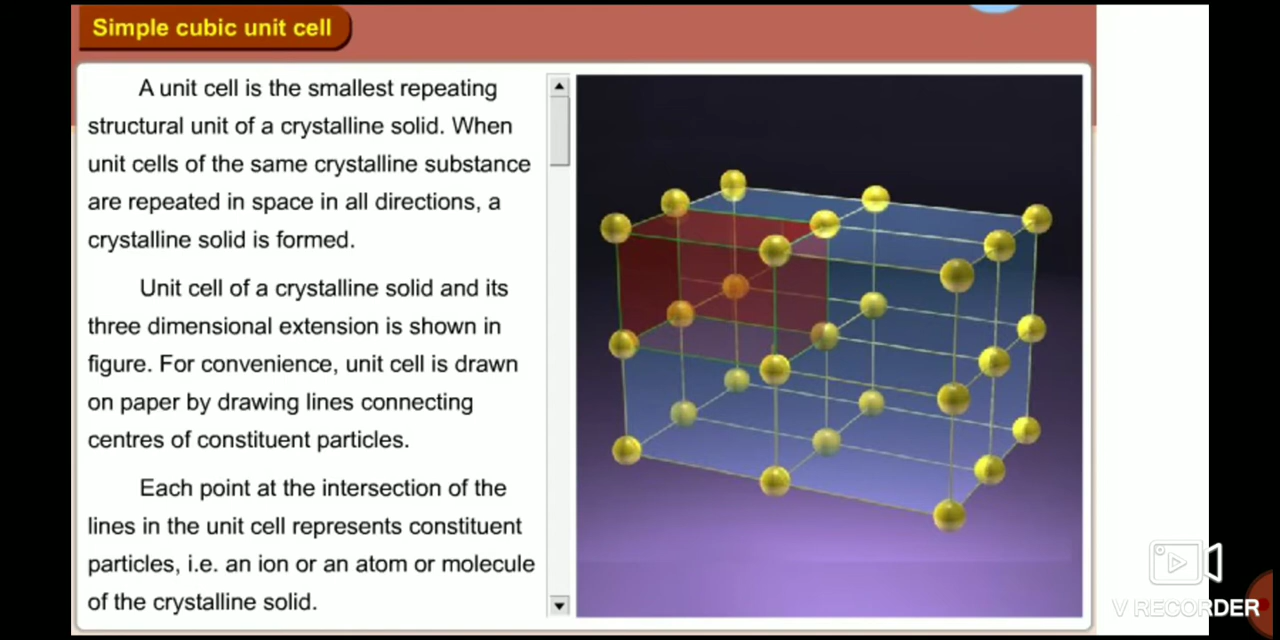 Simple cubic unit cell
A unit cell is the smallest repeating
structural unit of a crystalline solid. When
unit cells of the same crystalline substance
are repeated in space in all directions, a
crystalline solid is formed.
Unit cell of a crystalline solid and its
three dimensional extension is shown in
figure. For convenience, unit cell is drawn
on paper by drawing lines connecting
centres of constituent particles.
Each point at the intersection of the
lines in the unit cell represents constituent
particles, i.e. an ion or an atom or molecule
of the crystalline solid.
V RECORDER